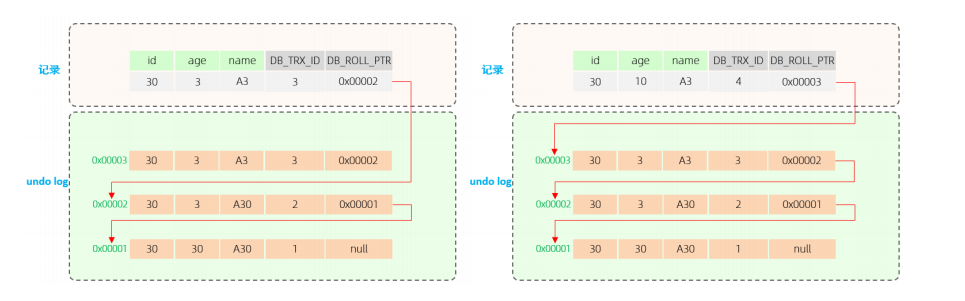 id age name DB_TRX_ID DB_ROLL_PTR
记录
30 3 A3 3 0x00002
0x00003 30 3 A3 3 0x00002
undo log
0x00002 30 3 A30 2 0x00001
0x00001 30 30 A30 1 null
id age name DB_TRX_ID DB_ROLL_PTR
记录
30 10 A3 4 0x00003
0x00003 30 3 A3 3 0x00002
undo log
0x00002 30 3 A30 2 0x00001
0x00001 30 30 A30 1 null